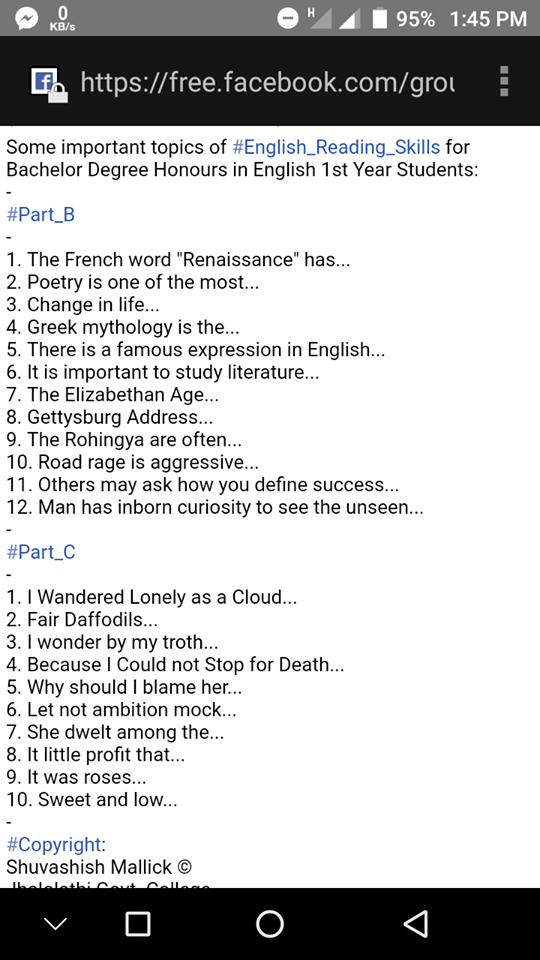 0
KB/s
H
95% 1:45 PM
https://free.facebook.com/grou
Some important topics of #English_Reading_Skills for
Bachelor Degree Honours in English 1st Year Students:
-
#Part_B
-
1. The French word "Renaissance" has...
2. Poetry is one of the most...
3. Change in life...
4. Greek mythology is the...
5. There is a famous expression in English...
6. It is important to study literature...
7. The Elizabethan Age...
8. Gettysburg Address...
9. The Rohingya are often...
10. Road rage is aggressive...
11. Others may ask how you define success...
12. Man has inborn curiosity to see the unseen...
-
#Part_C
-
1. I Wandered Lonely as a Cloud...
2. Fair Daffodils...
3. I wonder by my troth...
4. Because I Could not Stop for Death...
5. Why should I blame her...
6. Let not ambition mock...
7. She dwelt among the...
8. It little profit that...
9. It was roses...
10. Sweet and low...
-
#Copyright:
Shuvashish Mallick ©
Govt. College